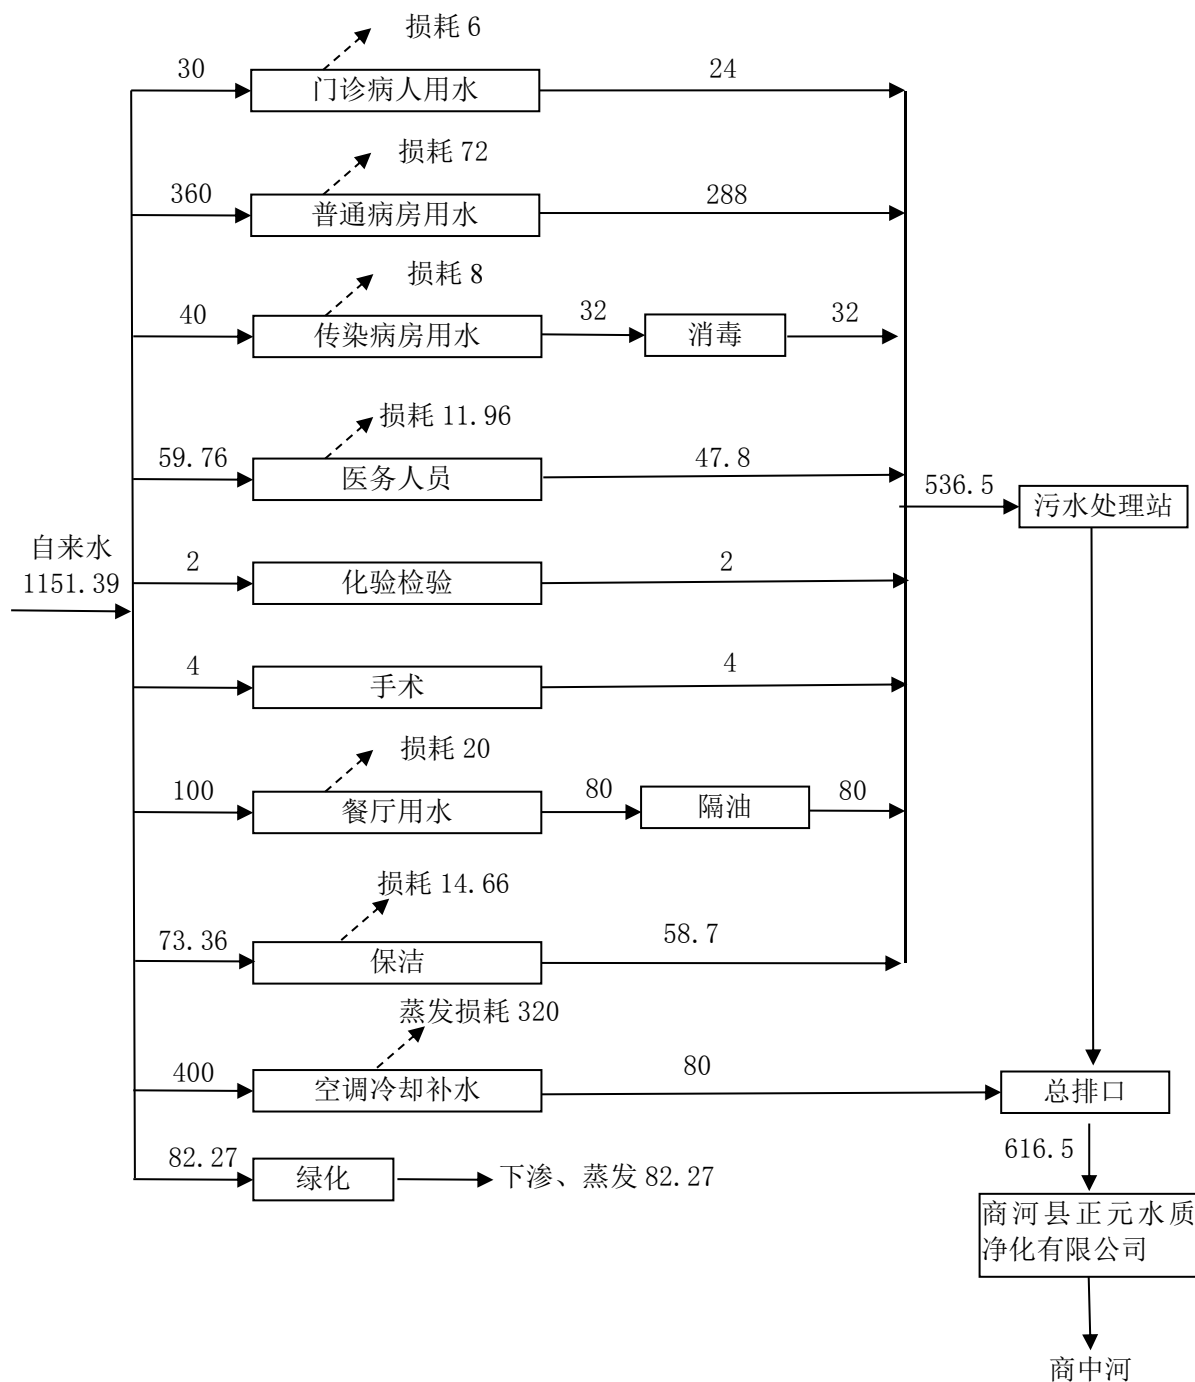 损耗 6
30
门诊病人用水
24
损耗 72
360
普通病房用水
288
损耗 8
40
传染病房用水
32
消毒
32
损耗 11.96
59.76
医务人员
47.8
536.5
污水处理站
自来水
1151.39
2
化验检验
2
4
手术
4
损耗 20
100
餐厅用水
80
隔油
80
损耗 14.66
73.36
保洁
58.7
蒸发损耗 320
400
空调冷却补水
80
总排口
616.5
82.27
绿化
下渗、蒸发 82.27
商河县正元水质
净化有限公司
商中河